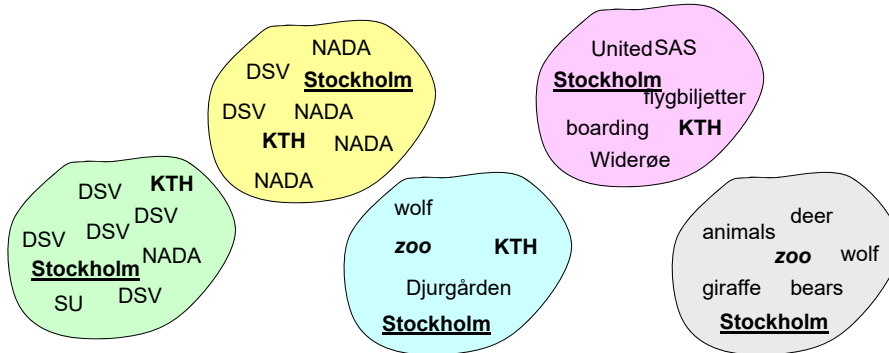 NADA
DSV
Stockholm
DSV NADA
KTH NADA
NADA
United SAS
Stockholm
flygbiljetter
boarding KTH
Widerøe
DSV KTH
DSV
DSV DSV
Stockholm NADA
SU DSV
wolf
zoo KTH
Djurgården
Stockholm
deer
animals
zoo wolf
giraffe bears
Stockholm